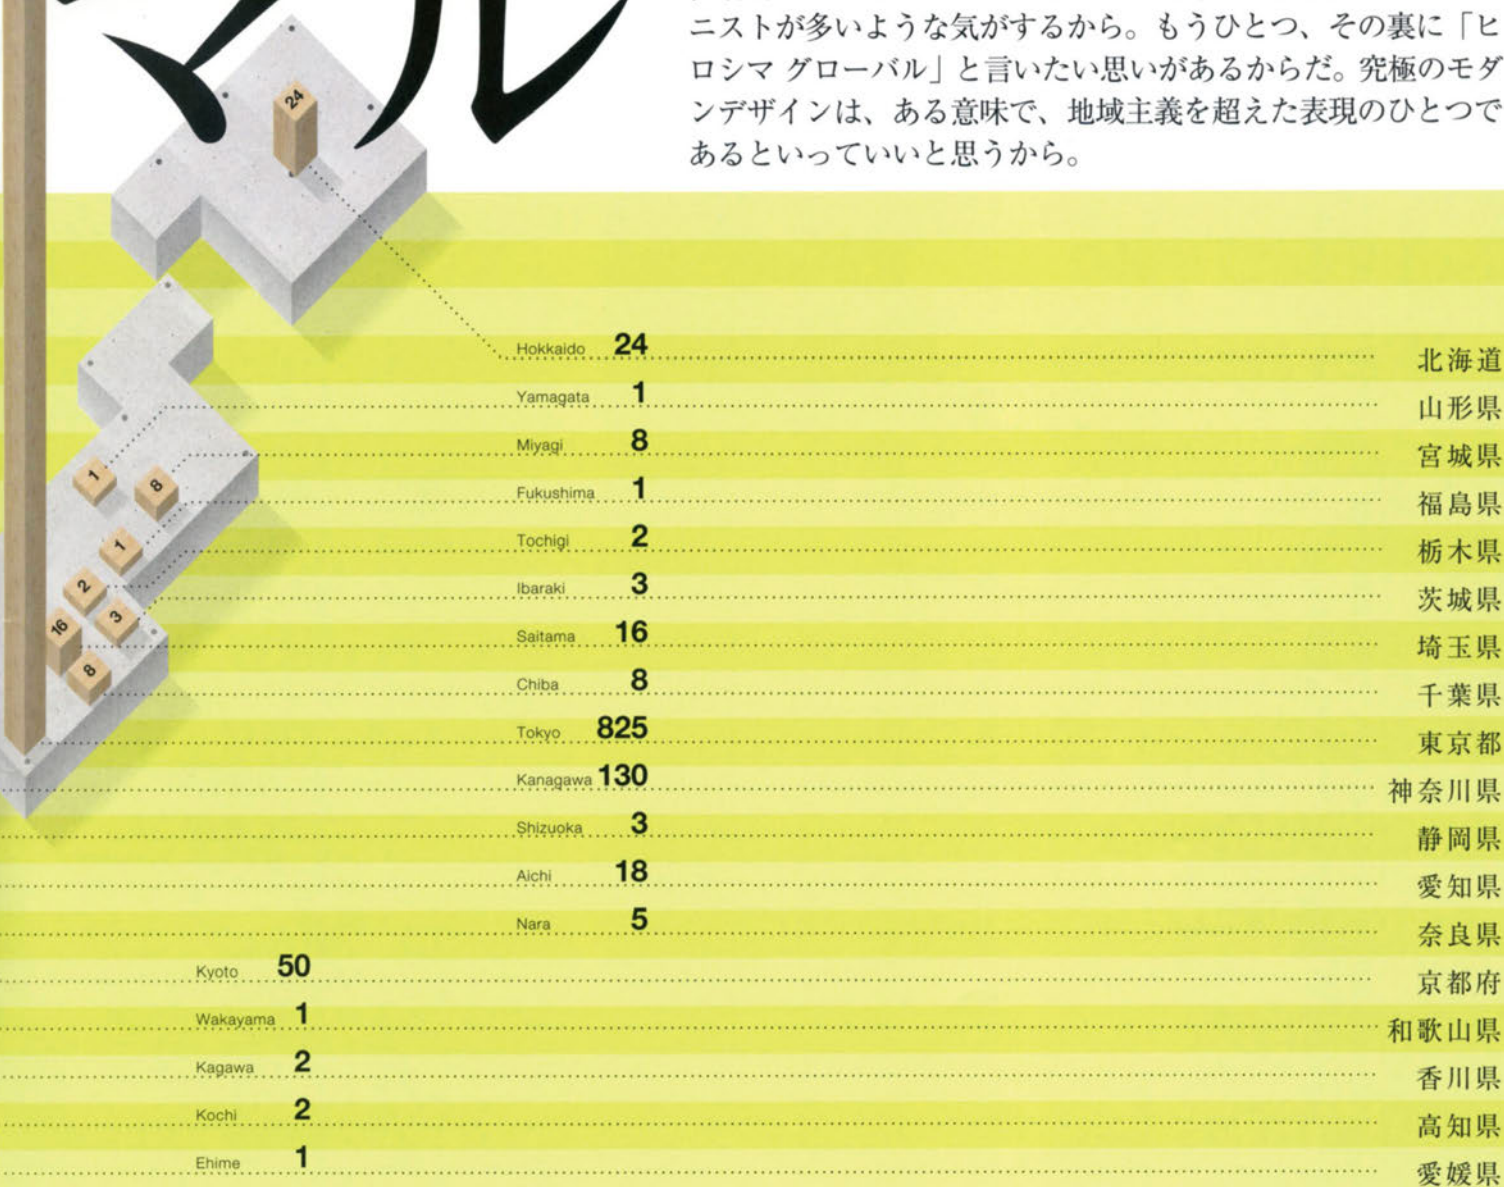 マル
ニストが多いような気がするから。もうひとつ、その裏に「ヒ
ロシマ グローバル」と言いたい思いがあるからだ。究極のモダ
ンデザインは、ある意味で、地域主義を超えた表現のひとつで
あるといっていいと思うから。
24
Hokkaido 24 北海道
Yamagata 1 山形県
Miyagi 8 宮城県
Fukushima 1 福島県
Tochigi 2 栃木県
Ibaraki 3 茨城県
Saitama 16 埼玉県
Chiba 8 千葉県
Tokyo 825 東京都
Kanagawa 130 神奈川県
Shizuoka 3 静岡県
Aichi 18 愛知県
Nara 5 奈良県
Kyoto 50 京都府
Wakayama 1 和歌山県
Kagawa 2 香川県
Kochi 2 高知県
Ehime 1 愛媛県
1
8
1
2
3
16
8